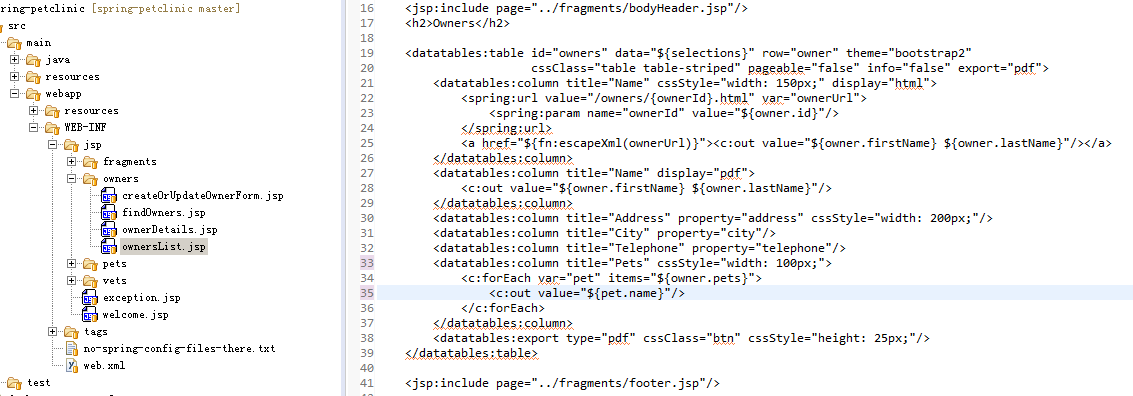 ring-petclinic [spring-petclinic master]
src
main
java
resources
webapp
resources
WEB-INF
jsp
fragments
owners
createOrUpdateOwnerForm.jsp
findOwners.jsp
ownerDetails.jsp
ownersList.jsp
pets
vets
exception.jsp
welcome.jsp
tags
no-spring-config-files-there.txt
web.xml
test
16 <jsp:include page="../fragments/bodyHeader.jsp"/>
17 <h2>Owners</h2>
18
19 <datatables:table id="owners" data="${selections}" row="owner" theme="bootstrap2"
20 cssClass="table table-striped" pageable="false" info="false" export="pdf">
21 <datatables:column title="Name" cssStyle="width: 150px;" display="html">
22 <spring:url value="/owners/{ownerId}.html" var="ownerUrl">
23 <spring:param name="ownerId" value="${owner.id}"/>
24 </spring:url>
25 <a href="${fn:escapeXml(ownerUrl)}"><c:out value="${owner.firstName} ${owner.lastName}"/></a>
26 </datatables:column>
27 <datatables:column title="Name" display="pdf">
28 <c:out value="${owner.firstName} ${owner.lastName}"/>
29 </datatables:column>
30 <datatables:column title="Address" property="address" cssStyle="width: 200px;"/>
31 <datatables:column title="City" property="city"/>
32 <datatables:column title="Telephone" property="telephone"/>
33 <datatables:column title="Pets" cssStyle="width: 100px;">
34 <c:forEach var="pet" items="${owner.pets}">
35 <c:out value="${pet.name}"/>
36 </c:forEach>
37 </datatables:column>
38 <datatables:export type="pdf" cssClass="btn" cssStyle="height: 25px;"/>
39 </datatables:table>
40
41 <jsp:include page="../fragments/footer.jsp"/>